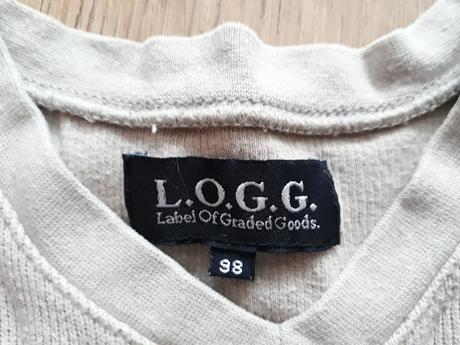 L.O.G.G.
Label Of Graded Goods.
98